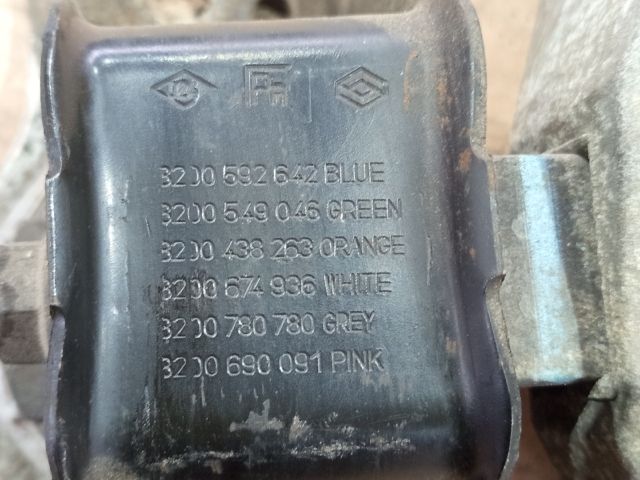 8200 592 642 BLUE
8200 549 046 GREEN
8200 438 263 ORANGE
8200 674 936 WHITE
8200 780 780 GREY
8200 690 091 PINK